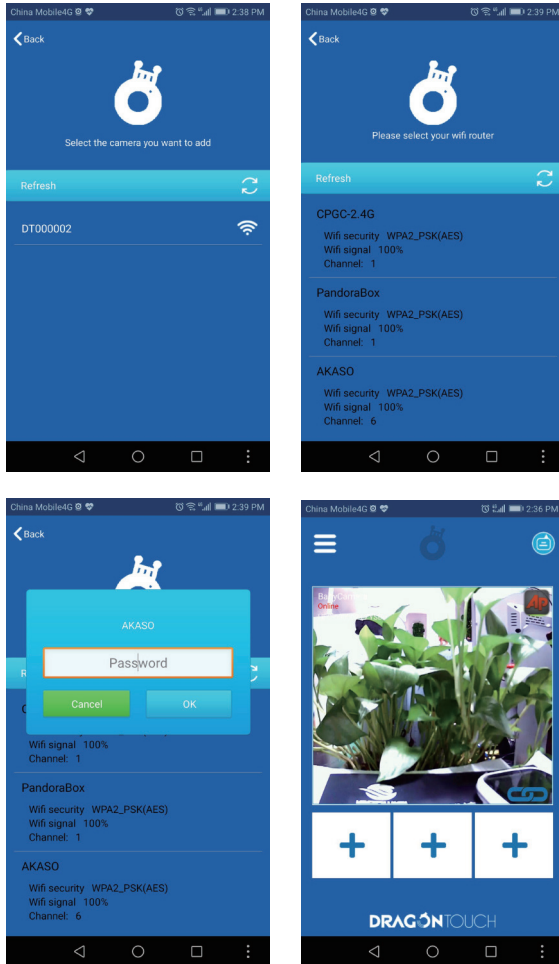 China Mobile4G 2:38 PM
Back
Select the camera you want to add
Refresh
DT000002
China Mobile4G 2:39 PM
Back
Please select your wifi router
Refresh
CPGC-2.4G
Wifi security WPA2_PSK(AES)
Wifi signal 100%
Channel: 1
PandoraBox
Wifi security WPA2_PSK(AES)
Wifi signal 100%
Channel: 1
AKASO
Wifi security WPA2_PSK(AES)
Wifi signal 100%
Channel: 6
China Mobile4G 2:39 PM
Back
AKASO
Password
Cancel OK
Wifi signal 100%
Channel: 1
PandoraBox
Wifi security WPA2_PSK(AES)
Wifi signal 100%
Channel: 1
AKASO
Wifi security WPA2_PSK(AES)
Wifi signal 100%
Channel: 6
China Mobile4G 2:36 PM
Online
AP
DRAGONTOUCH